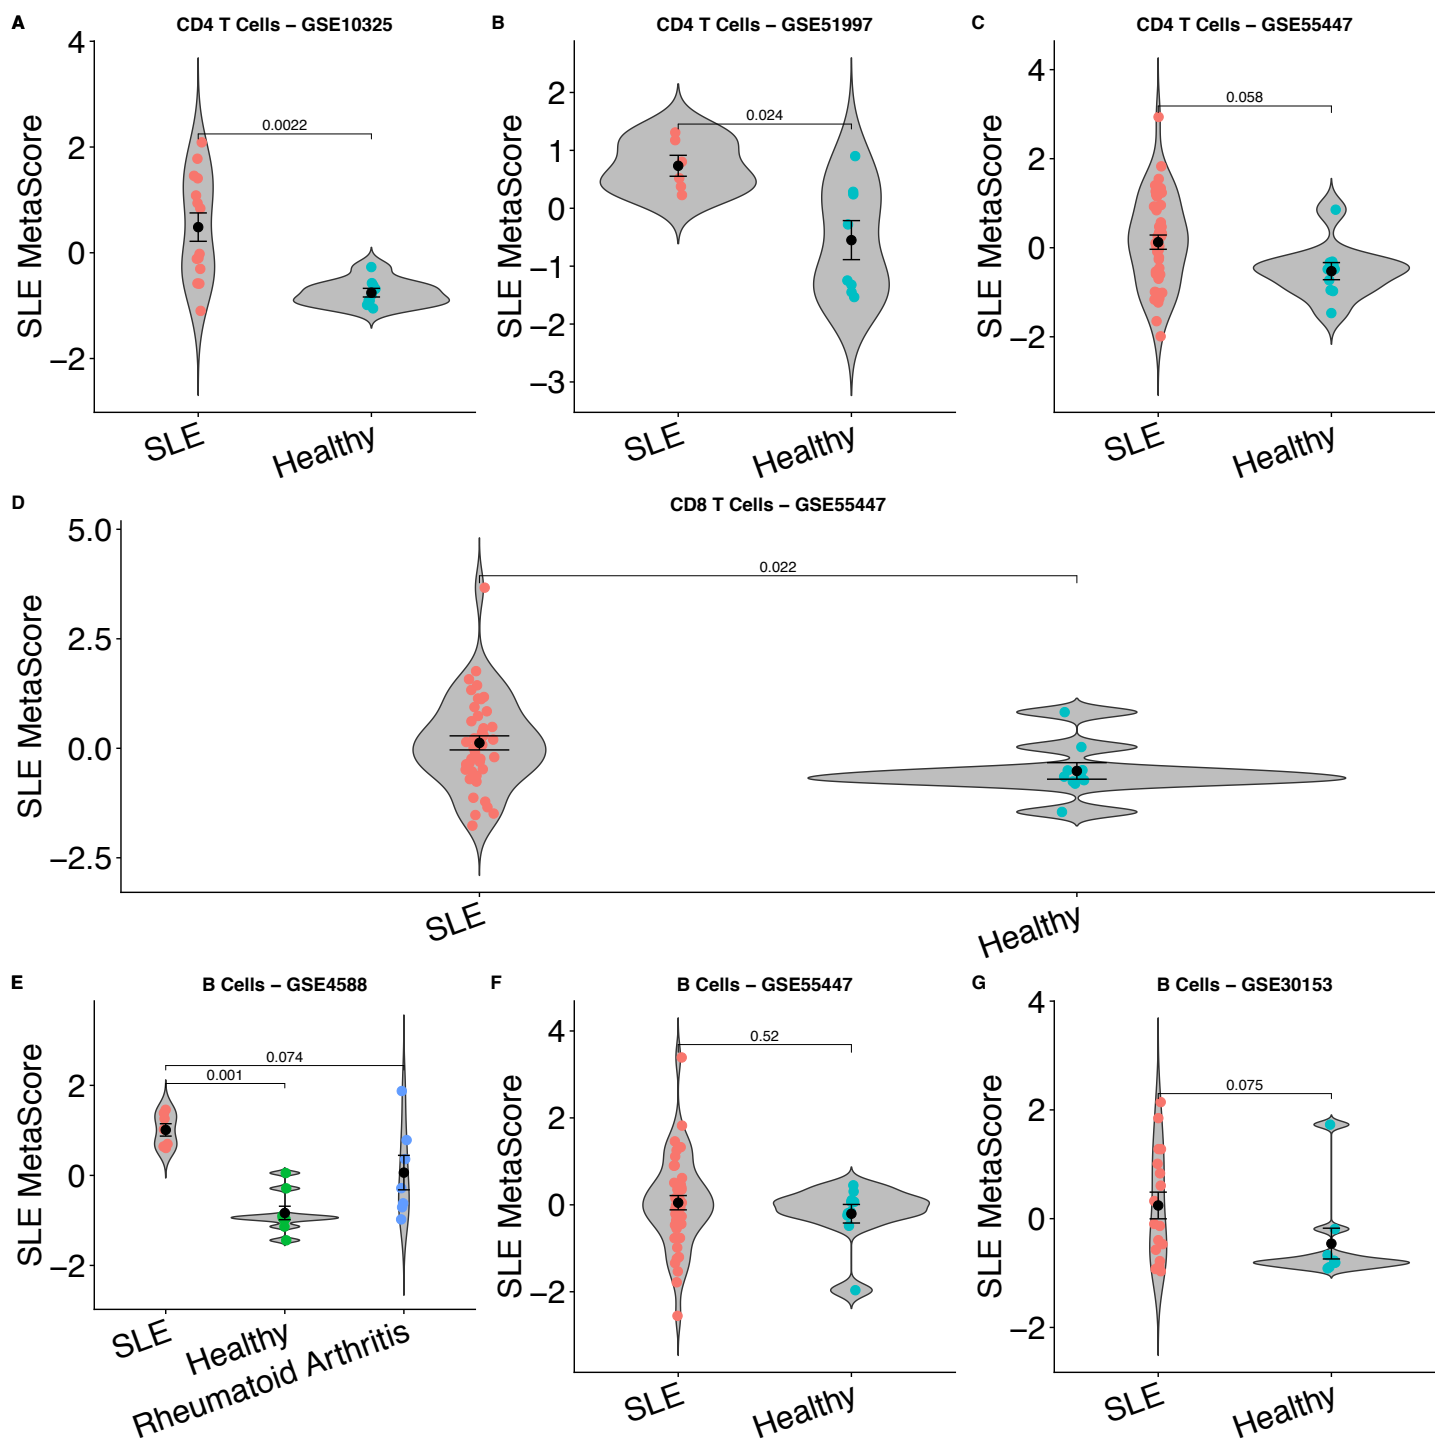 A
CD4 T Cells – GSE10325
SLE MetaScore
4
2
0
−2
0.0022
SLE
Healthy
B
CD4 T Cells – GSE51997
SLE MetaScore
2
1
0
−1
−2
−3
0.024
SLE
Healthy
C
CD4 T Cells – GSE55447
SLE MetaScore
4
2
0
−2
0.058
SLE
Healthy
D
CD8 T Cells – GSE55447
SLE MetaScore
5.0
2.5
0.0
−2.5
0.022
SLE
Healthy
E
B Cells – GSE4588
SLE MetaScore
2
0
−2
0.074
0.001
SLE
Healthy
Rheumatoid Arthritis
F
B Cells – GSE55447
SLE MetaScore
4
2
0
−2
0.52
SLE
Healthy
G
B Cells – GSE30153
SLE MetaScore
4
2
0
−2
0.075
SLE
Healthy